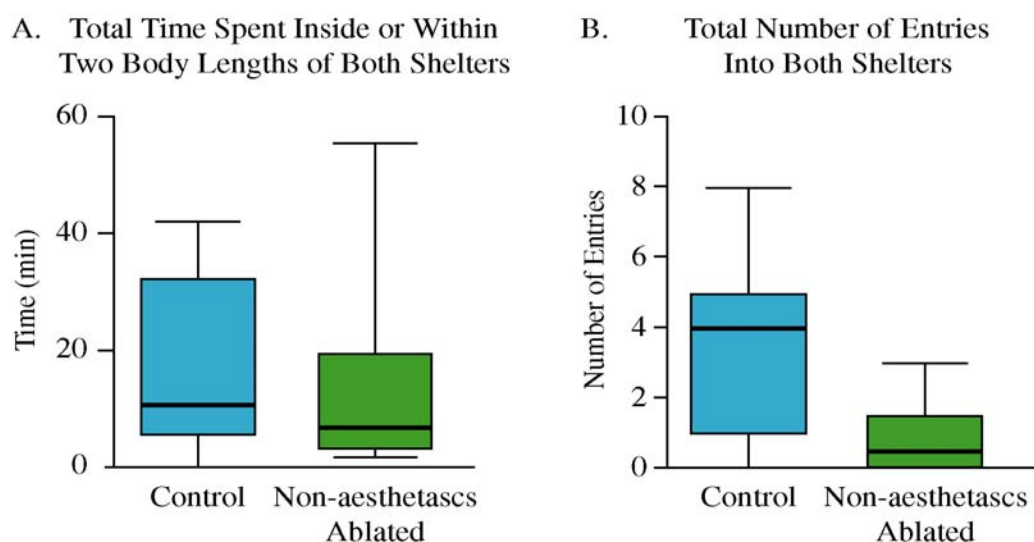 A. Total Time Spent Inside or Within
Two Body Lengths of Both Shelters
60
40
20
0
Time (min)
Control
Non-aesthetascs
Ablated
B. Total Number of Entries
Into Both Shelters
10
8
6
4
2
0
Number of Entries
Control
Non-aesthetascs
Ablated